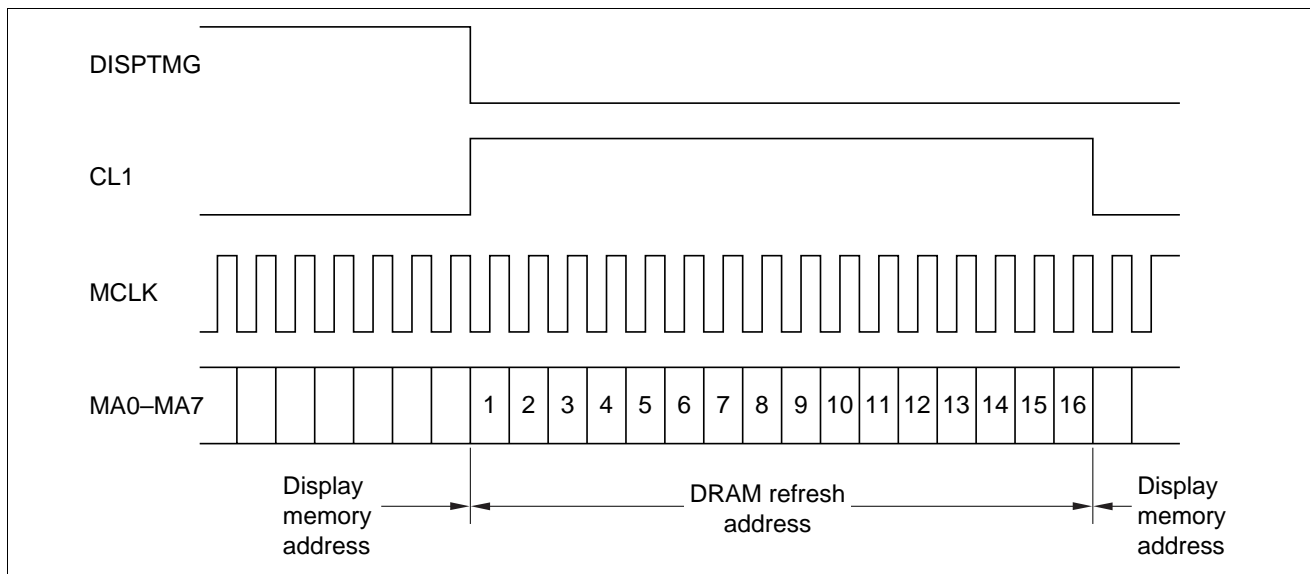 DISPTMG
CL1
MCLK
MA0–MA7
1 2 3 4 5 6 7 8 9 10 11 12 13 14 15 16
Display
memory
address
DRAM refresh
address
Display
memory
address